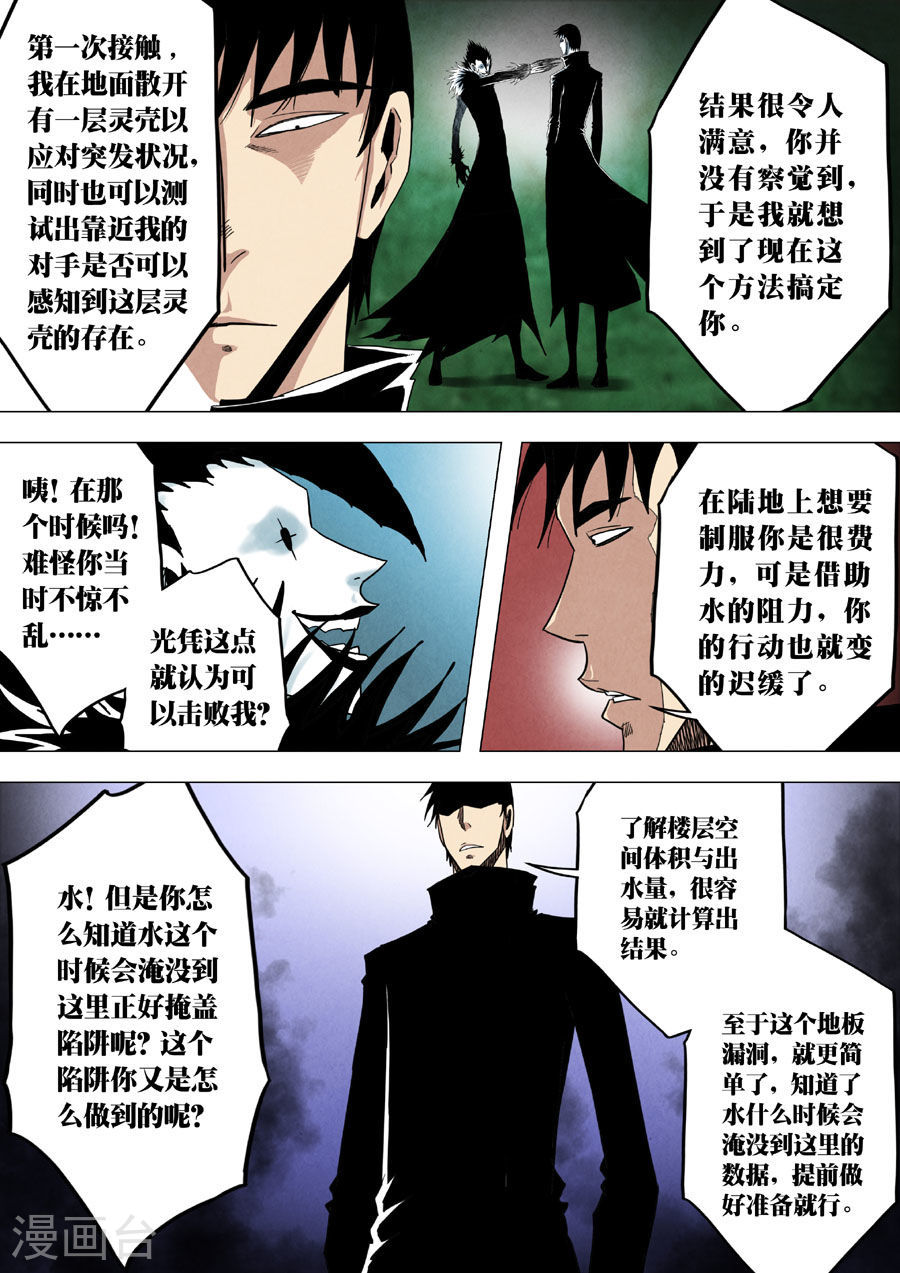 第一次接触，
我在地面散开
有一层灵壳以
应对突发状况，
同时也可以测
试出靠近我的
对手是否可以
感知到这层灵
壳的存在。
结果很令人
满意，你并
没有察觉到，
于是我就想
到了现在这
个方法搞定
你。
咦！在那
个时候吗！
难怪你当
时不惊不
乱……
光凭这点
就认为可
以击败我？
在陆地上想要
制服你是很费
力，可是借助
水的阻力，你
的行动也就变
的迟缓了。
水！但是你怎
么知道水这个
时候会淹没到
这里正好掩盖
陷阱呢？这个
陷阱你又是怎
么做到的呢？
了解楼层空
间体积与出
水量，很容
易就计算出
结果。
至于这个地板
漏洞，就更简
单了，知道了
水什么时候会
淹没到这里的
数据，提前做
好准备就行。
漫画台